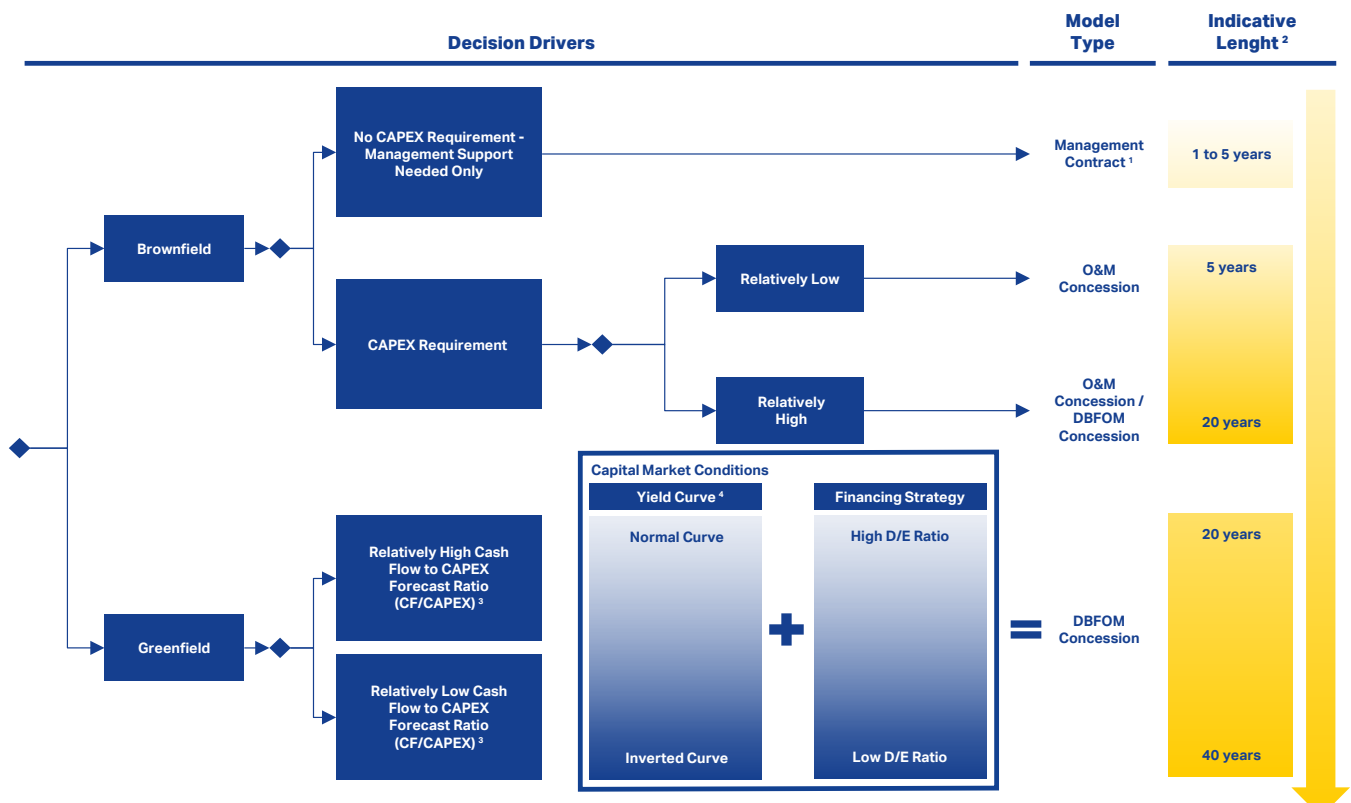 Decision Drivers
Model
Type
Indicative
Lenght ²
No CAPEX Requirement -
Management Support
Needed Only
Management
Contract ¹
1 to 5 years
Brownfield
Relatively Low
O&M
Concession
5 years
CAPEX Requirement
Relatively
High
O&M
Concession /
DBFOM
Concession
20 years
Capital Market Conditions
Yield Curve ⁴
Financing Strategy
Normal Curve
High D/E Ratio
20 years
Relatively High Cash
Flow to CAPEX
Forecast Ratio
(CF/CAPEX) ³
Greenfield
DBFOM
Concession
Relatively Low Cash
Flow to CAPEX
Forecast Ratio
(CF/CAPEX) ³
Inverted Curve
Low D/E Ratio
40 years